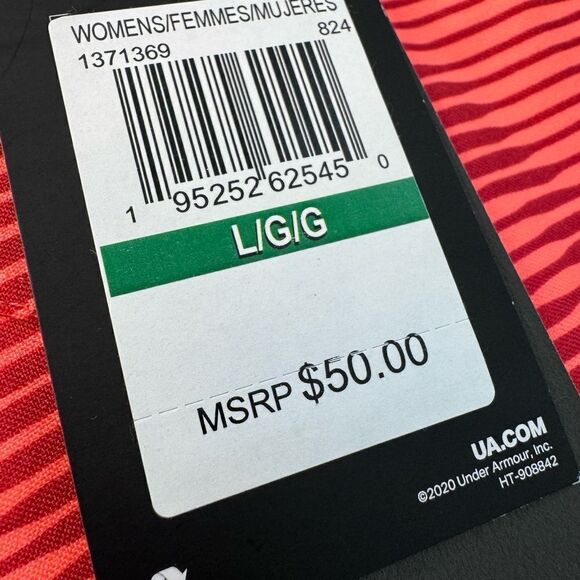 WOMENS/FEMMES/MUJERES
1371369 824
1 95252 62545 0
L/G/G
MSRP $50.00
UA.COM
©2020 Under Armour, Inc.
HT-908842